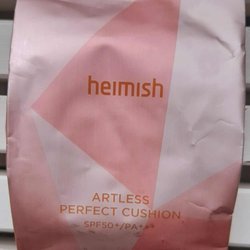 heimish
ARTLESS
PERFECT CUSHION
SPF50+/PA+++